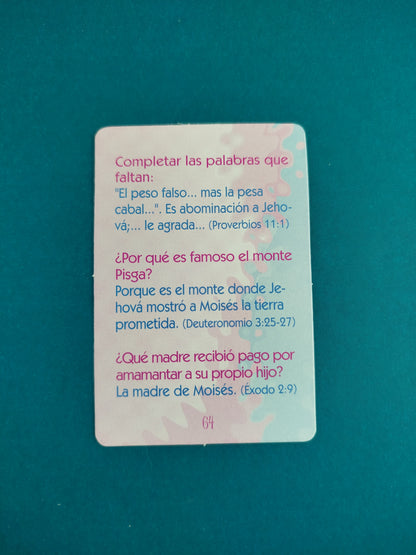 Completar las palabras que
faltan:
"El peso falso... mas la pesa
cabal...". Es abominación a Jeho-
vá;... le agrada... (Proverbios 11:1)
¿Por qué es famoso el monte
Pisga?
Porque es el monte donde Je-
hová mostró a Moisés la tierra
prometida. (Deuteronomio 3:25-27)
¿Qué madre recibió pago por
amamantar a su propio hijo?
La madre de Moisés. (Éxodo 2:9)
64